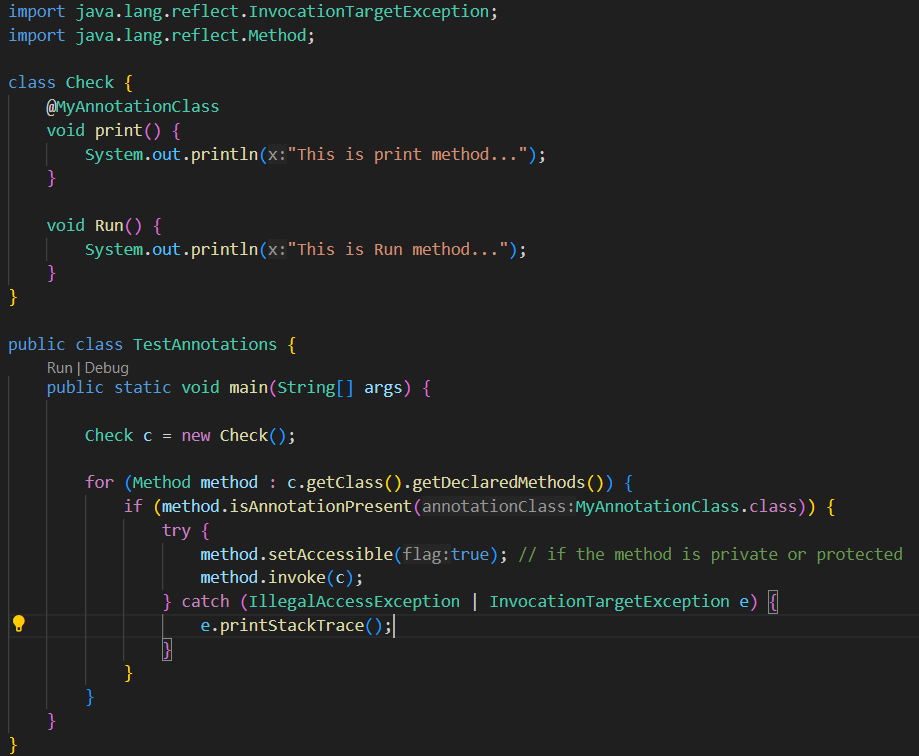 import java.lang.reflect.InvocationTargetException;
import java.lang.reflect.Method;

class Check {
    @MyAnnotationClass
    void print() {
        System.out.println(x:"This is print method...");
    }

    void Run() {
        System.out.println(x:"This is Run method...");
    }
}

public class TestAnnotations {
    Run | Debug
    public static void main(String[] args) {

        Check c = new Check();

        for (Method method : c.getClass().getDeclaredMethods()) {
            if (method.isAnnotationPresent(annotationClass:MyAnnotationClass.class)) {
                try {
                    method.setAccessible(flag:true); // if the method is private or protected
                    method.invoke(c);
                } catch (IllegalAccessException | InvocationTargetException e) {
                    e.printStackTrace();
                }
            }
        }
    }
}